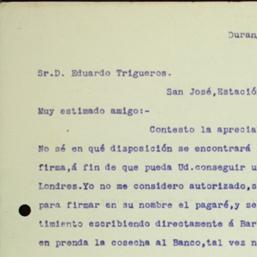 Duran
Sr.D. Eduardo Trigueros.
San José,Estació
Muy estimado amigo:-
Contesto la aprecia
No sé en qué disposición se encontrará
firma,á fin de que pueda Ud.conseguir u
Londres.Yo no me considero autorizado,s
para firmar en su nombre el pagaré,y se
timiento escribiendo directamente á Bar
en prenda la cosecha al Banco,tal vez n